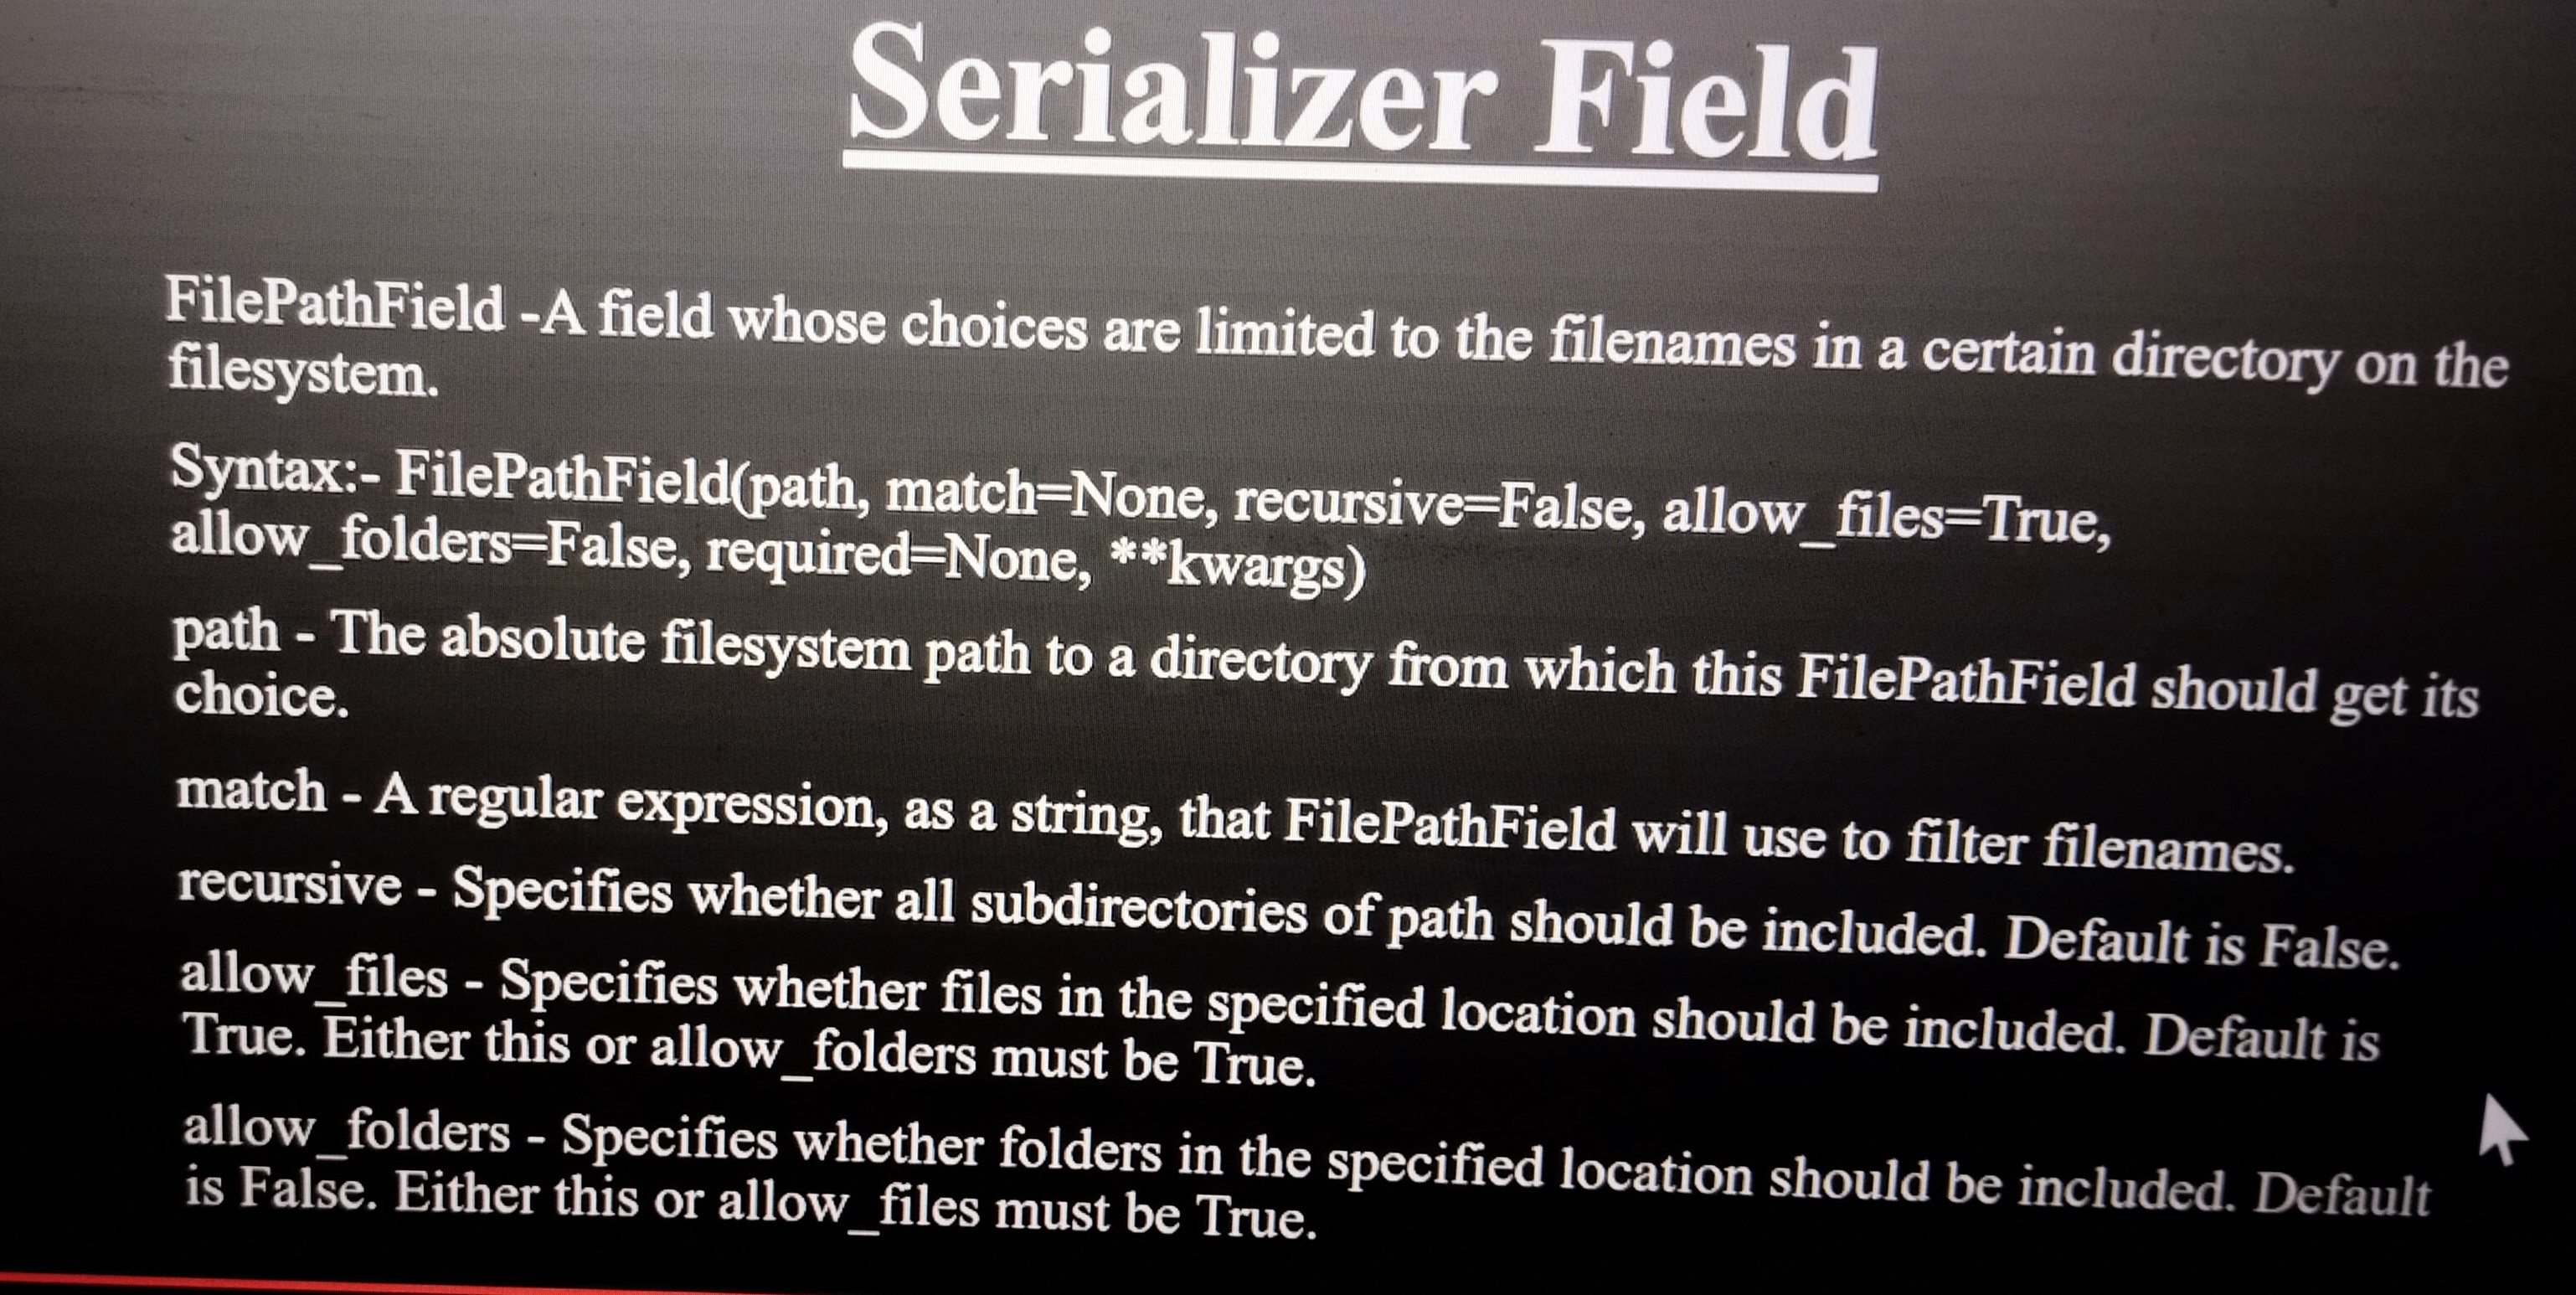 Serializer Field
FilePathField -A field whose choices are limited to the filenames in a certain directory on the
filesystem.
Syntax:- FilePathField(path, match=None, recursive=False, allow_files=True,
allow_folders=False, required=None, **kwargs)
path - The absolute filesystem path to a directory from which this FilePathField should get its
choice.
match - A regular expression, as a string, that FilePathField will use to filter filenames.
recursive - Specifies whether all subdirectories of path should be included. Default is False.
allow_files - Specifies whether files in the specified location should be included. Default is
True. Either this or allow_folders must be True.
allow_folders - Specifies whether folders in the specified location should be included. Default
is False. Either this or allow_files must be True.